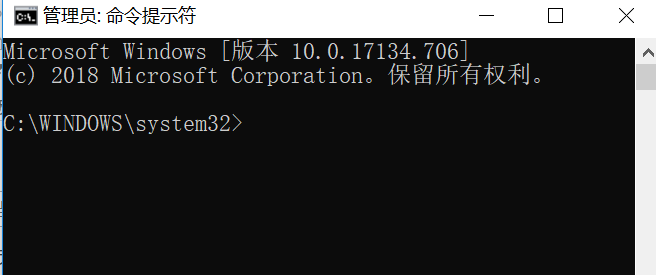 管理员: 命令提示符
Microsoft Windows [版本 10.0.17134.706]
(c) 2018 Microsoft Corporation。保留所有权利。
C:\WINDOWS\system32>